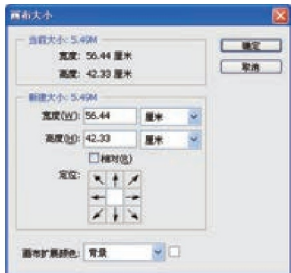 画布大小
当前大小: 5.49M
宽度: 56.44 厘米
高度: 42.33 厘米
确定
取消
新建大小: 5.49M
宽度(W): 56.44 厘米
高度(H): 42.33 厘米
相对(R)
定位:
画布扩展颜色: 背景